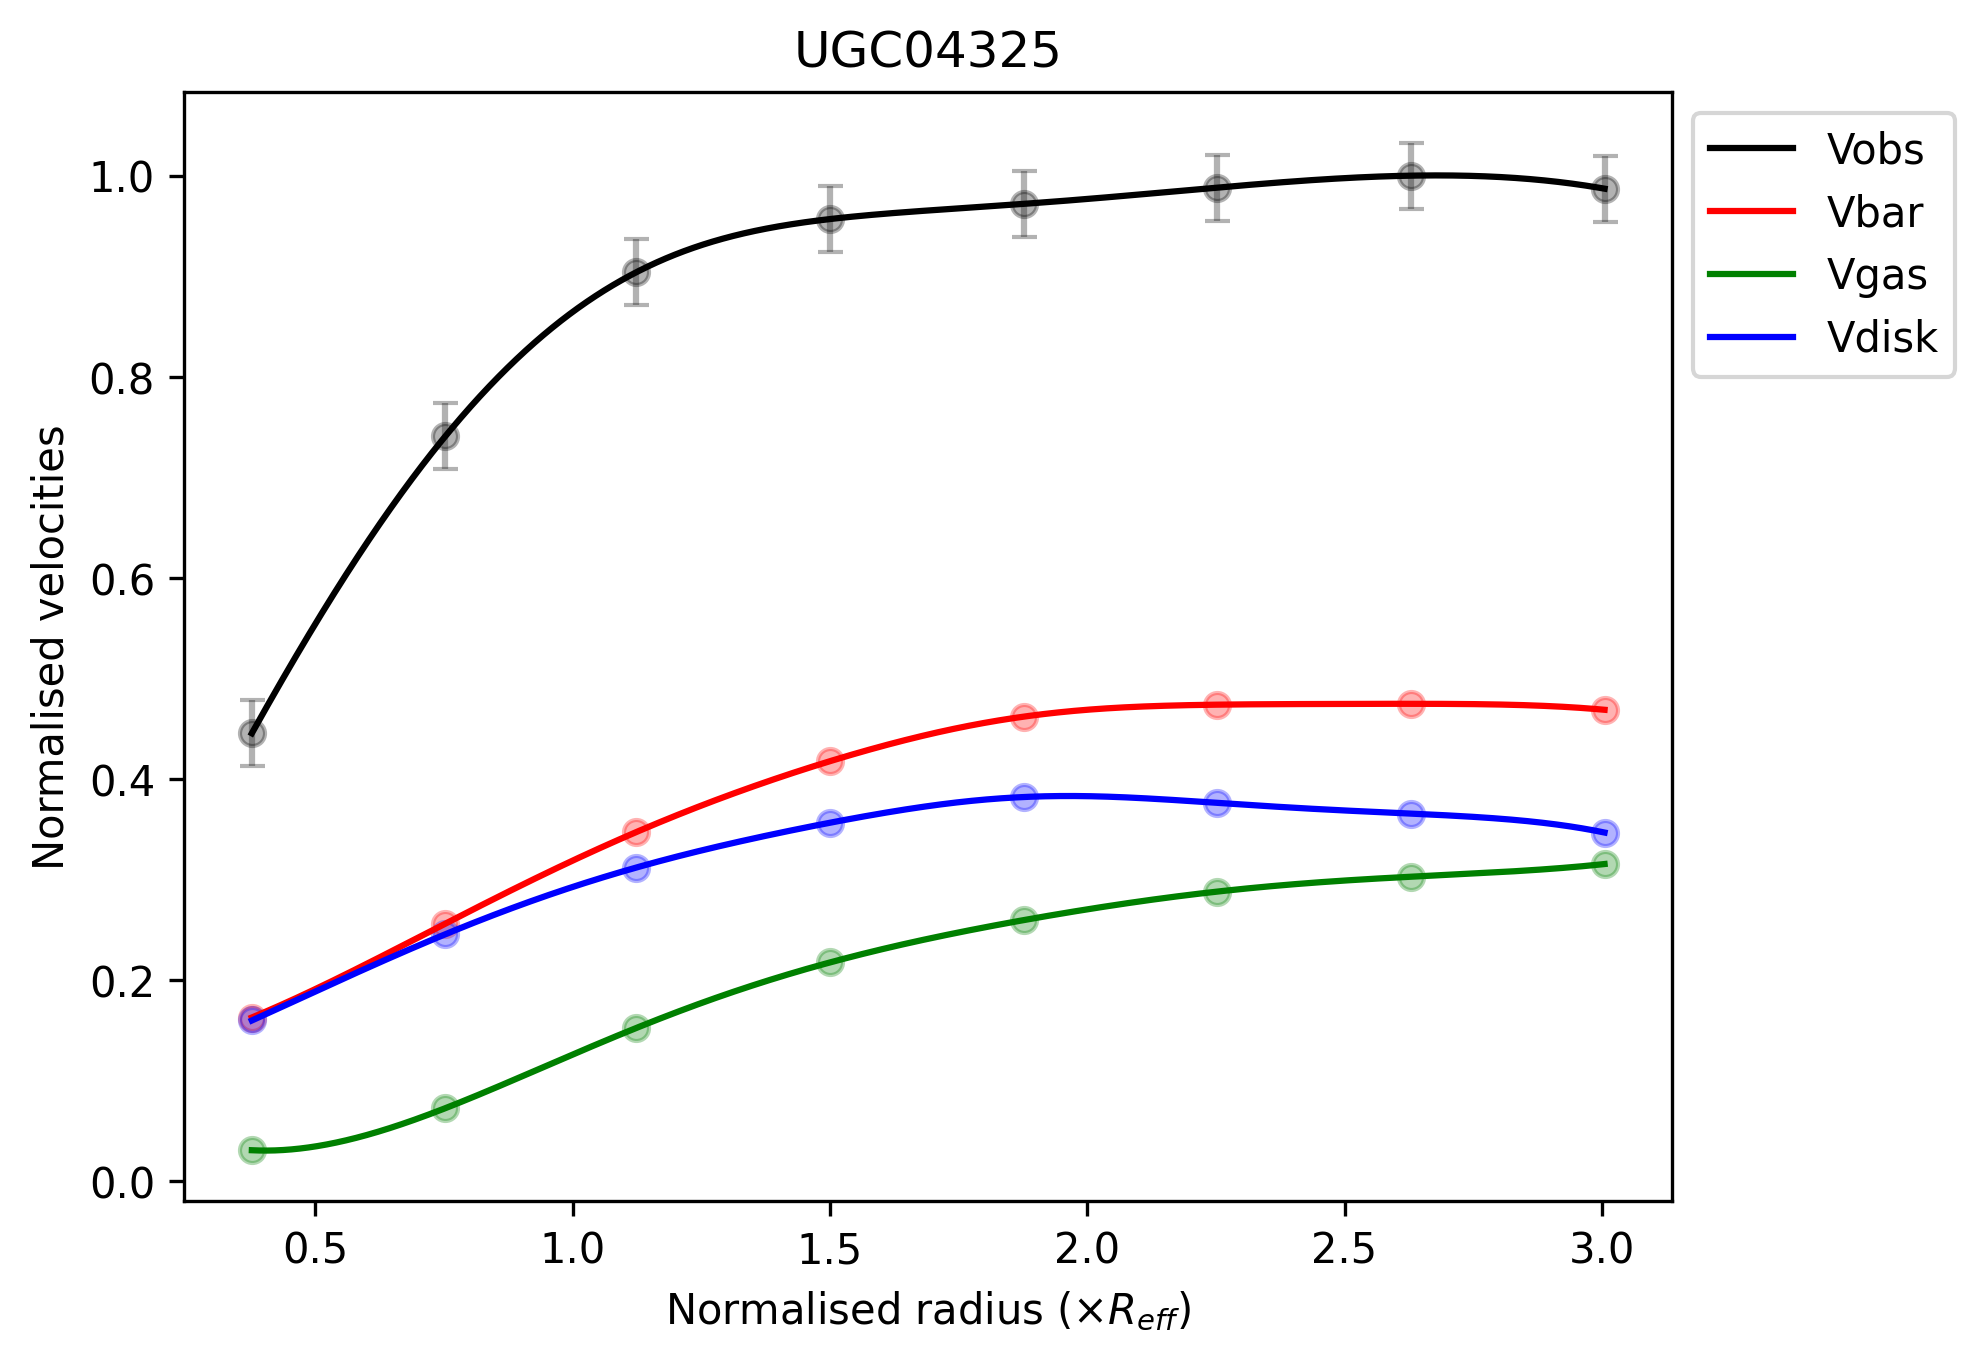 UGC04325
Vobs
Vbar
Vgas
Vdisk
Normalised velocities
1.0
0.8
0.6
0.4
0.2
0.0
0.5 1.0 1.5 2.0 2.5 3.0
Normalised radius (×R_eff)